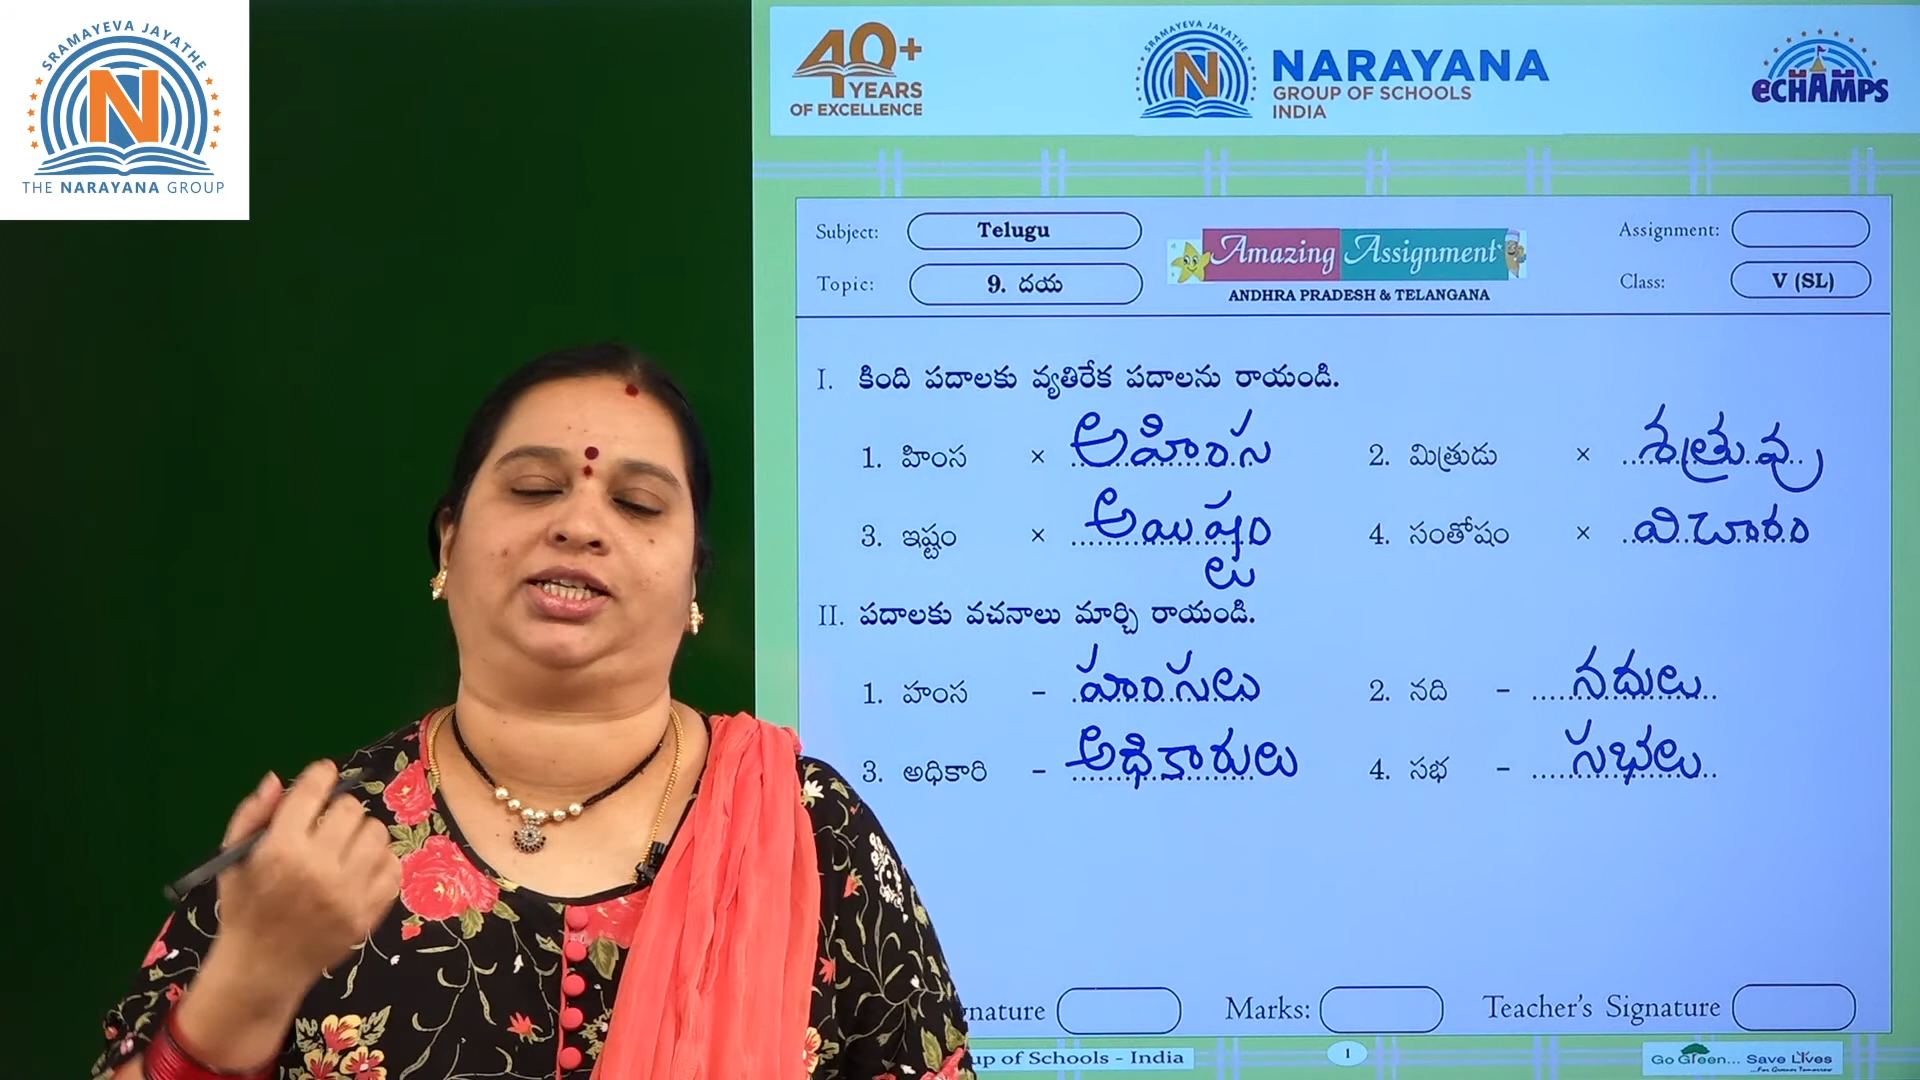 SRAMAYEVA JAYATHE
N
THE NARAYANA GROUP
40+ YEARS OF EXCELLENCE
SRAMAYEVA JAYATHE
N
NARAYANA
GROUP OF SCHOOLS
INDIA
eCHAMPS
Subject: Telugu
Amazing Assignment
Assignment:
Topic: 9. దయ
ANDHRA PRADESH & TELANGANA
Class: V (SL)
I. కింది పదాలకు వ్యతిరేక పదాలను రాయండి.
1. హింస × అహింస 2. మిత్రుడు × శత్రువు
3. ఇష్టం × అయిష్టం 4. సంతోషం × విచారం
II. పదాలకు వచనాలు మార్చి రాయండి.
1. హంస - హంసలు 2. నది - నదులు
3. అధికారి - అధికారులు 4. సభ - సభలు
nature Marks: Teacher's Signature
up of Schools - India 1 Go Green... Save Lives